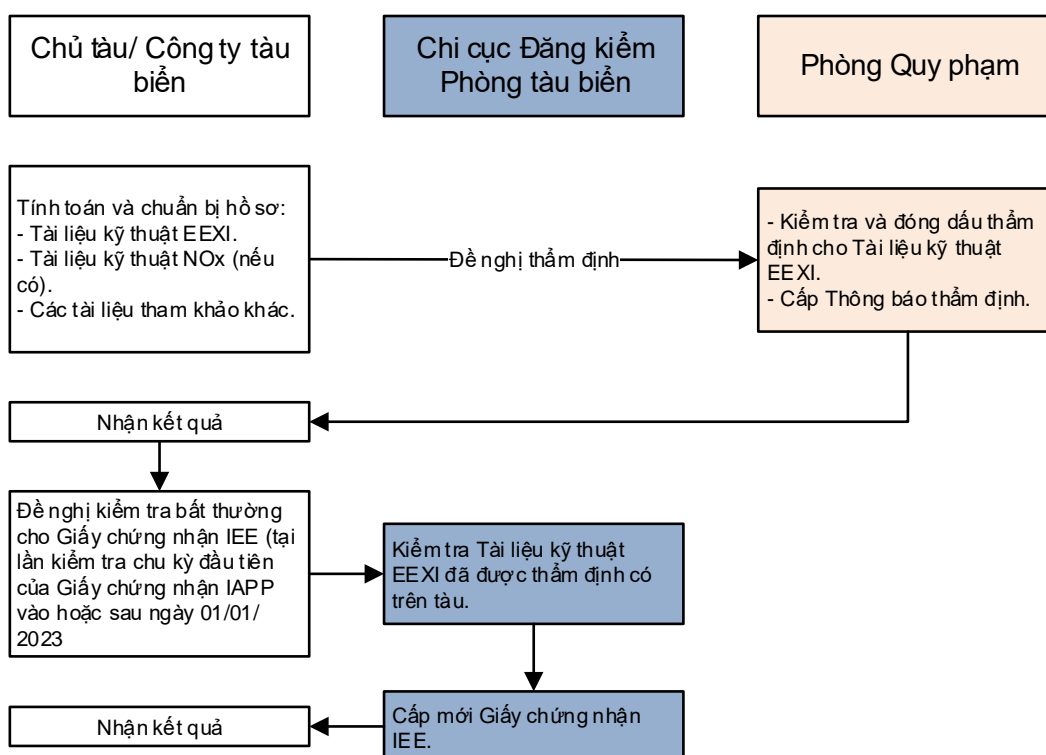 Chủ tàu/ Công ty tàu
biển
Chi cục Đăng kiểm
Phòng tàu biển
Phòng Quy phạm
Tính toán và chuẩn bị hồ sơ:
- Tài liệu kỹ thuật EEXI.
- Tài liệu kỹ thuật NOx (nếu
có).
- Các tài liệu tham khảo khác.
Đề nghị thẩm định
- Kiểm tra và đóng dấu thẩm
định cho Tài liệu kỹ thuật
EEXI.
- Cấp Thông báo thẩm định.
Nhận kết quả
Đề nghị kiểm tra bất thường
cho Giấy chứng nhận IEE (tại
lần kiểm tra chu kỳ đầu tiên
của Giấy chứng nhận IAPP
vào hoặc sau ngày 01/01/
2023
Kiểm tra Tài liệu kỹ thuật
EEXI đã được thẩm định có
trên tàu.
Nhận kết quả
Cấp mới Giấy chứng nhận
IEE.